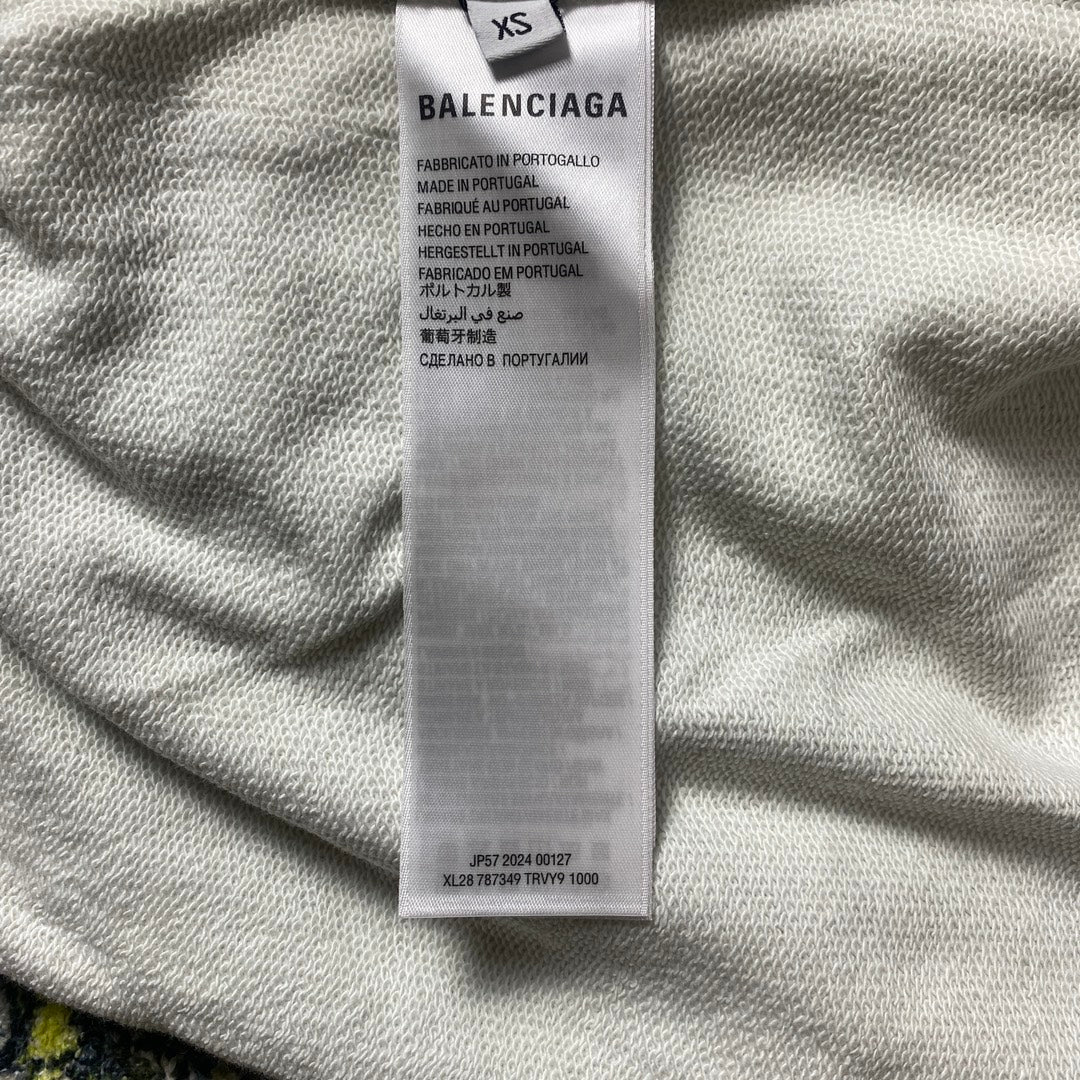 XS
BALENCIAGA
FABBRICATO IN PORTOGALLO
MADE IN PORTUGAL
FABRIQUÉ AU PORTUGAL
HECHO EN PORTUGAL
HERGESTELLT IN PORTUGAL
FABRICADO EM PORTUGAL
ポルトカル製
صنع في البرتغال
葡萄牙制造
СДЕЛАНО В ПОРТУГАЛИИ
JP57 2024 00127
XL28 787349 TRVY9 1000